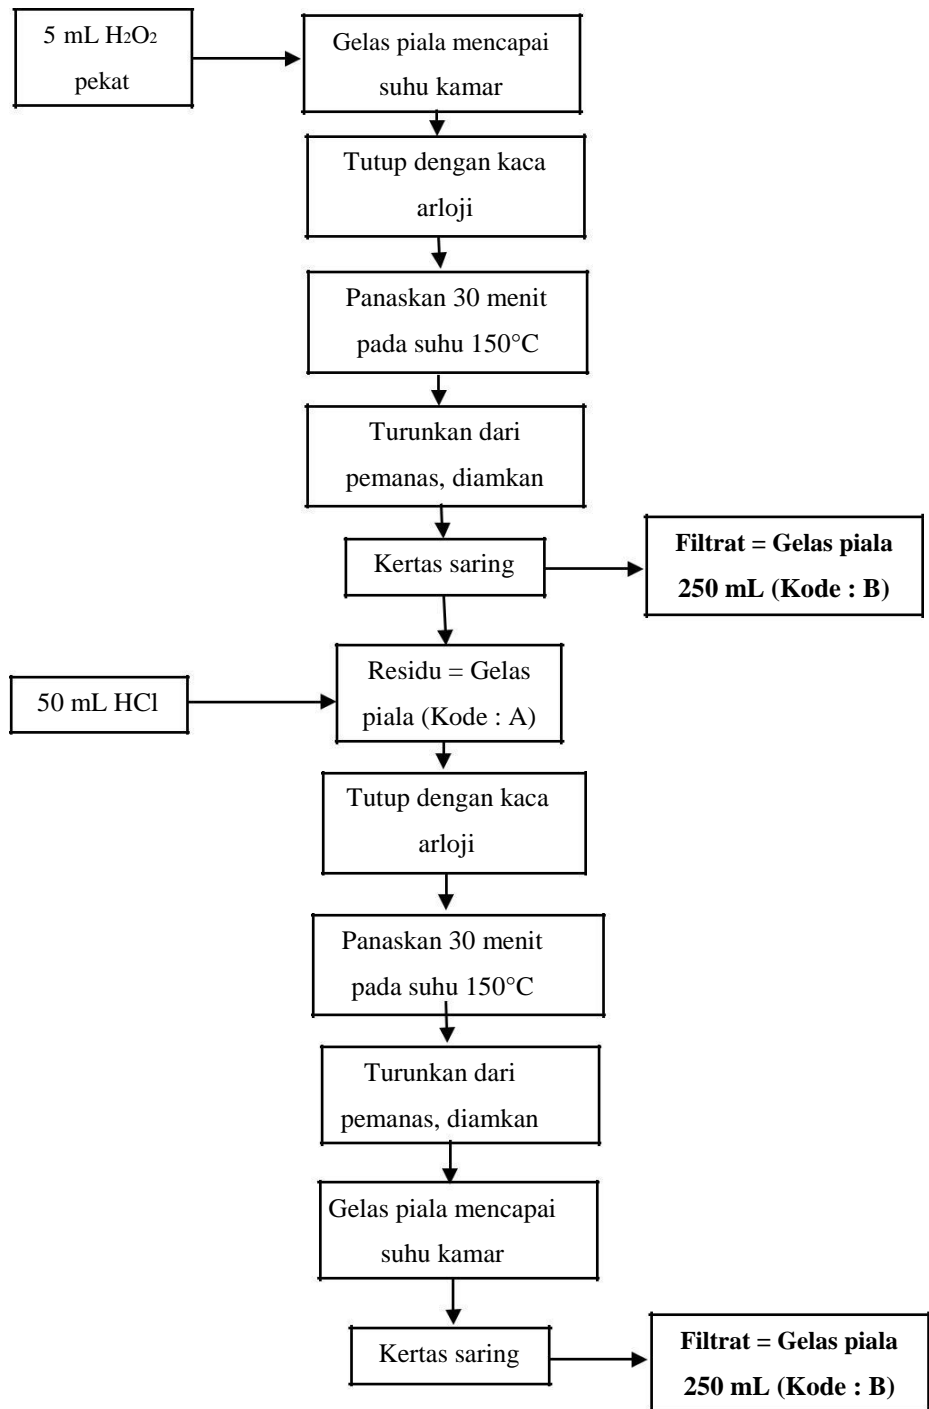 5 mL H₂O₂
pekat
Gelas piala mencapai
suhu kamar
Tutup dengan kaca
arloji
Panaskan 30 menit
pada suhu 150°C
Turunkan dari
pemanas, diamkan
Kertas saring
Filtrat = Gelas piala
250 mL (Kode : B)
50 mL HCl
Residu = Gelas
piala (Kode : A)
Tutup dengan kaca
arloji
Panaskan 30 menit
pada suhu 150°C
Turunkan dari
pemanas, diamkan
Gelas piala mencapai
suhu kamar
Kertas saring
Filtrat = Gelas piala
250 mL (Kode : B)